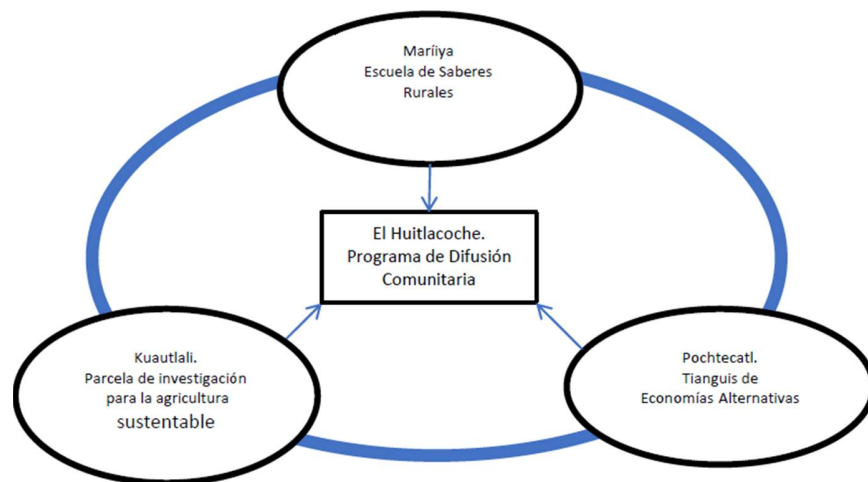 Maríiya
Escuela de Saberes
Rurales
El Huitlacoche.
Programa de Difusión
Comunitaria
Kuautlali.
Parcela de investigación
para la agricultura
sustentable
Pochtecatl.
Tianguis de
Economías Alternativas